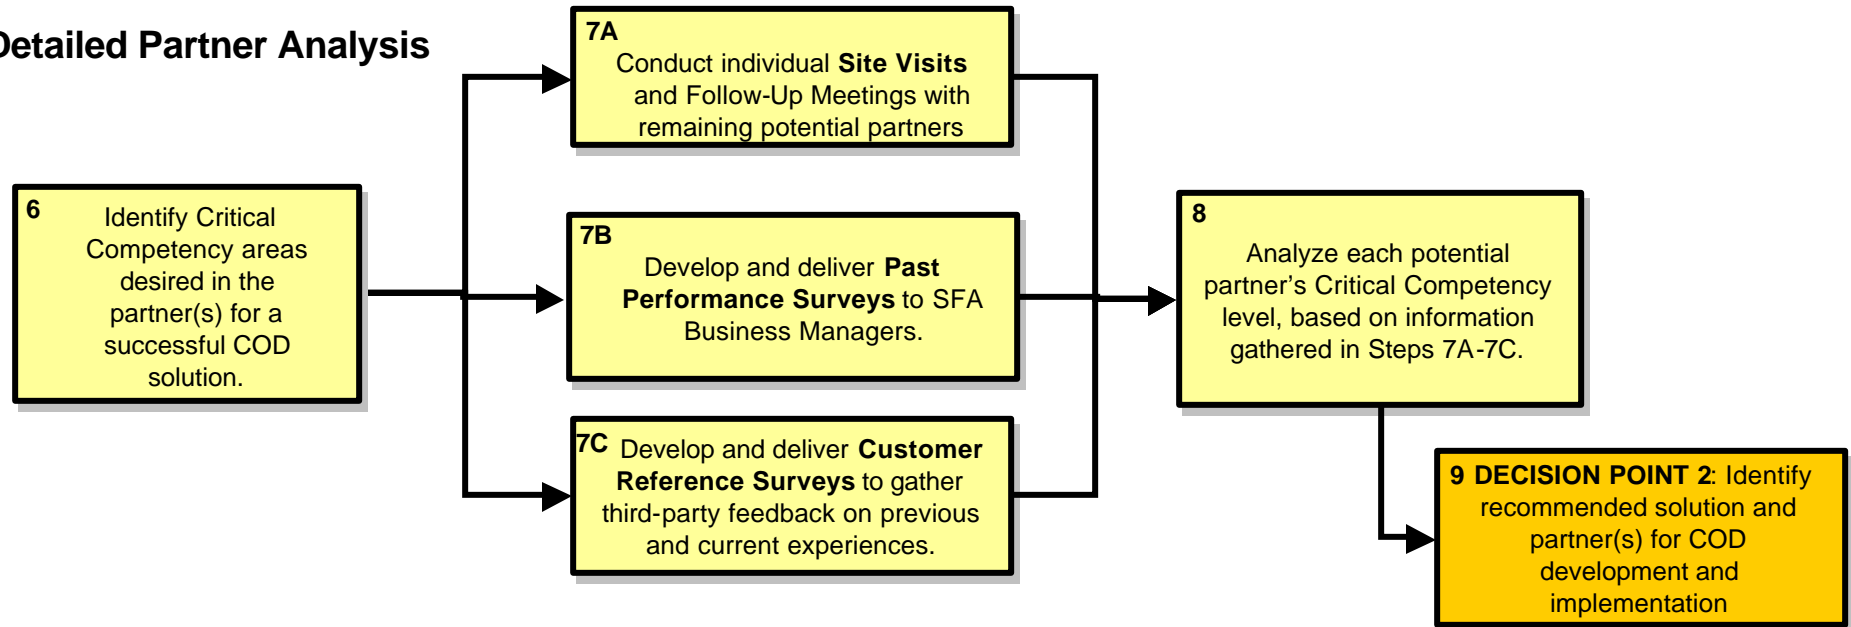 Detailed Partner Analysis
7A
Conduct individual Site Visits
and Follow-Up Meetings with
remaining potential partners
6
Identify Critical
Competency areas
desired in the
partner(s) for a
successful COD
solution.
7B
Develop and deliver Past
Performance Surveys to SFA
Business Managers.
7C Develop and deliver Customer
Reference Surveys to gather
third-party feedback on previous
and current experiences.
8
Analyze each potential
partner’s Critical Competency
level, based on information
gathered in Steps 7A-7C.
9 DECISION POINT 2: Identify
recommended solution and
partner(s) for COD
development and
implementation